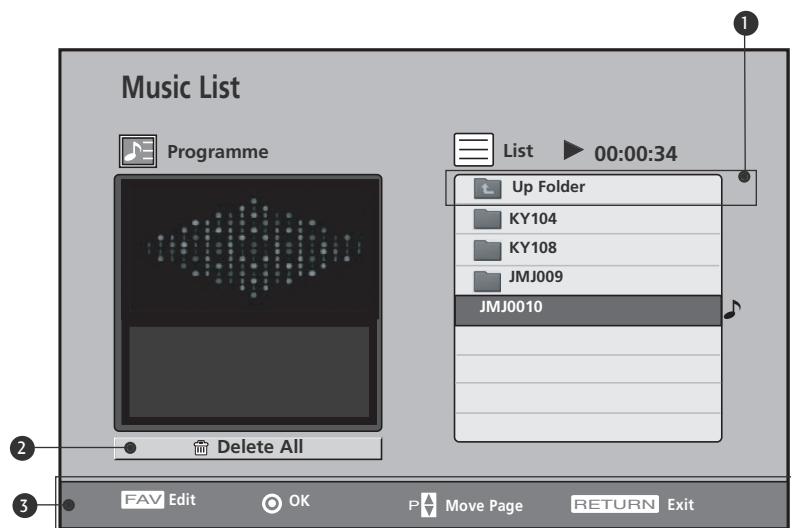 1
Music List
Programme
List 00:00:34
Up Folder
KY104
KY108
JMJ009
JMJ0010
2
Delete All
3
FAV Edit OK P Move Page RETURN Exit